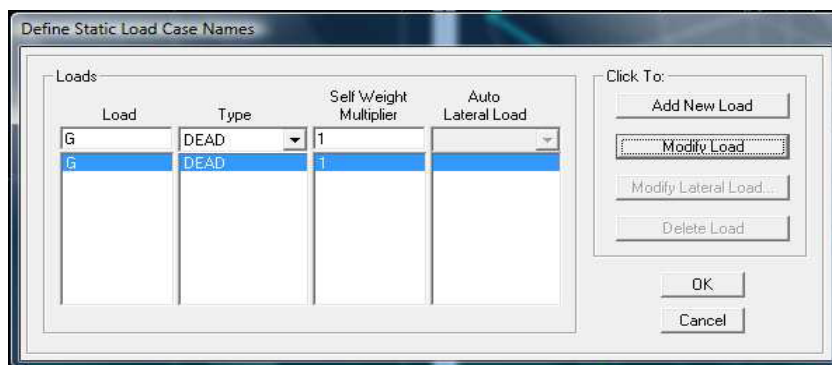 Define Static Load Case Names
Loads
Load Type Self Weight Multiplier Auto Lateral Load
G DEAD 1
G DEAD 1
Click To:
Add New Load
Modify Load
Modify Lateral Load...
Delete Load
OK
Cancel